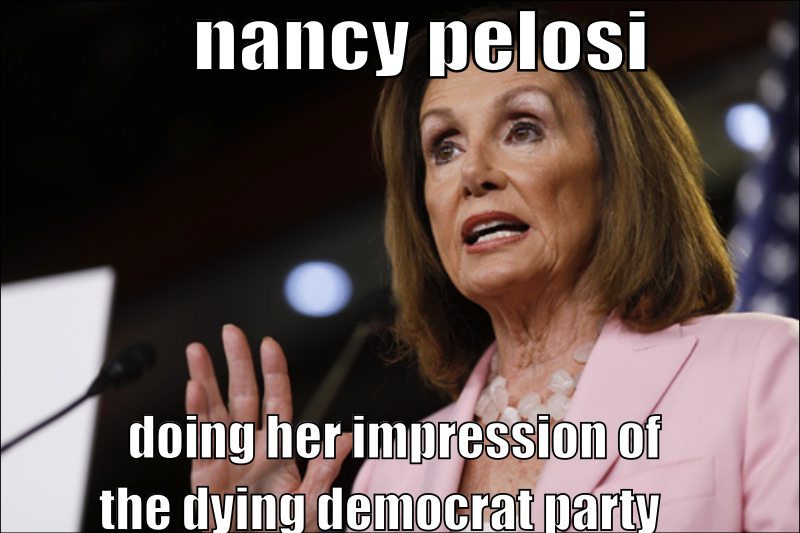 nancy pelosi
doing her impression of
the dying democrat party